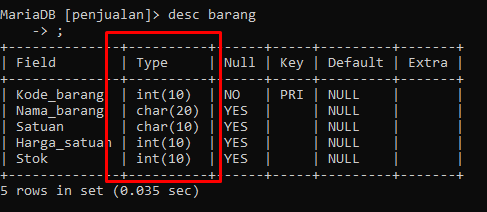 MariaDB [penjualan]> desc barang
    -> ;
+--------------+----------+------+-----+---------+-------+
| Field        | Type     | Null | Key | Default | Extra |
+--------------+----------+------+-----+---------+-------+
| Kode_barang  | int(10)  | NO   | PRI | NULL    |       |
| Nama_barang  | char(20) | YES  |     | NULL    |       |
| Satuan       | char(10) | YES  |     | NULL    |       |
| Harga_satuan | int(10)  | YES  |     | NULL    |       |
| Stok         | int(10)  | YES  |     | NULL    |       |
+--------------+----------+------+-----+---------+-------+
5 rows in set (0.035 sec)